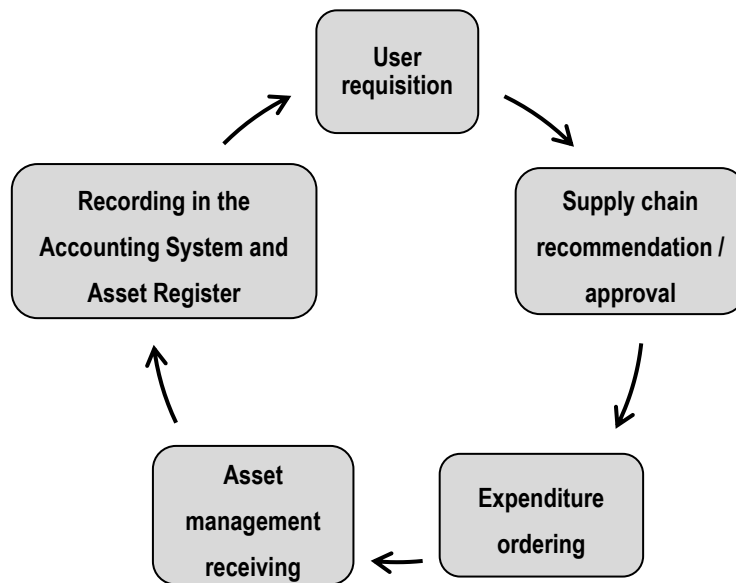 User
requisition
Supply chain
recommendation /
approval
Expenditure
ordering
Asset
management
receiving
Recording in the
Accounting System and
Asset Register